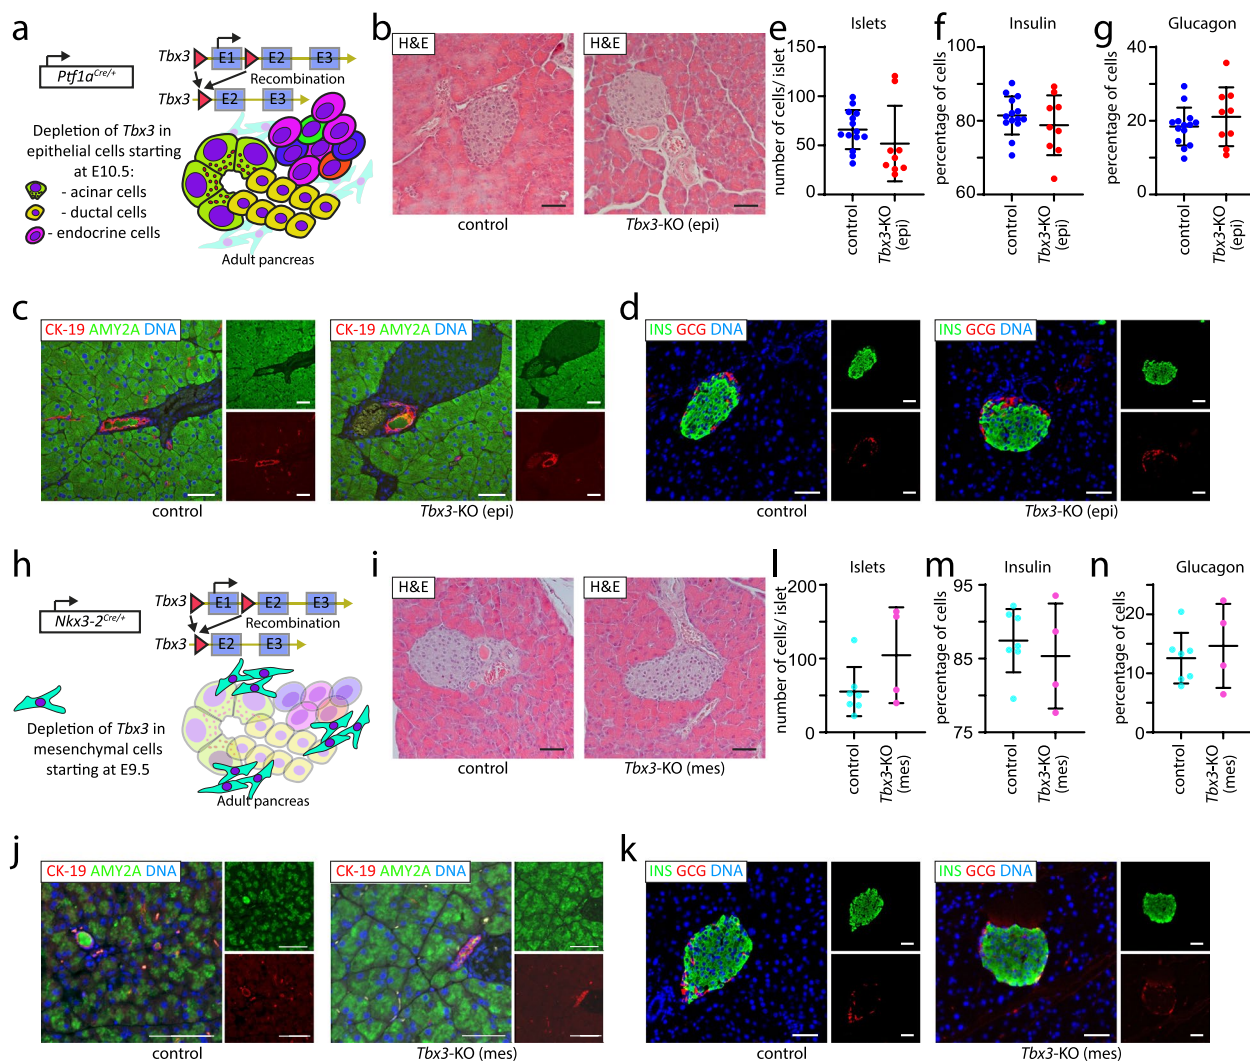 a
Ptf1aCre/+
Tbx3 E1 E2 E3
Recombination
Tbx3 E2 E3
Depletion of Tbx3 in
epithelial cells starting
at E10.5:
- acinar cells
- ductal cells
- endocrine cells
Adult pancreas
b
H&E
H&E
control
Tbx3-KO (epi)
e
Islets
number of cells/ islet
150
100
50
0
control
Tbx3-KO
(epi)
f
Insulin
percentage of cells
100
80
60
control
Tbx3-KO
(epi)
g
Glucagon
percentage of cells
40
20
0
control
Tbx3-KO
(epi)
c
CK-19 AMY2A DNA
CK-19 AMY2A DNA
control
Tbx3-KO (epi)
d
INS GCG DNA
INS GCG DNA
control
Tbx3-KO (epi)
h
Nkx3-2Cre/+
Tbx3 E1 E2 E3
Recombination
Tbx3 E2 E3
Depletion of Tbx3 in
mesenchymal cells
starting at E9.5
Adult pancreas
i
H&E
H&E
control
Tbx3-KO (mes)
l
Islets
number of cells/ islet
200
100
0
control
Tbx3-KO
(mes)
m
Insulin
percentage of cells
95
85
75
control
Tbx3-KO
(mes)
n
Glucagon
percentage of cells
25
15
5
0
control
Tbx3-KO
(mes)
j
CK-19 AMY2A DNA
CK-19 AMY2A DNA
control
Tbx3-KO (mes)
k
INS GCG DNA
INS GCG DNA
control
Tbx3-KO (mes)